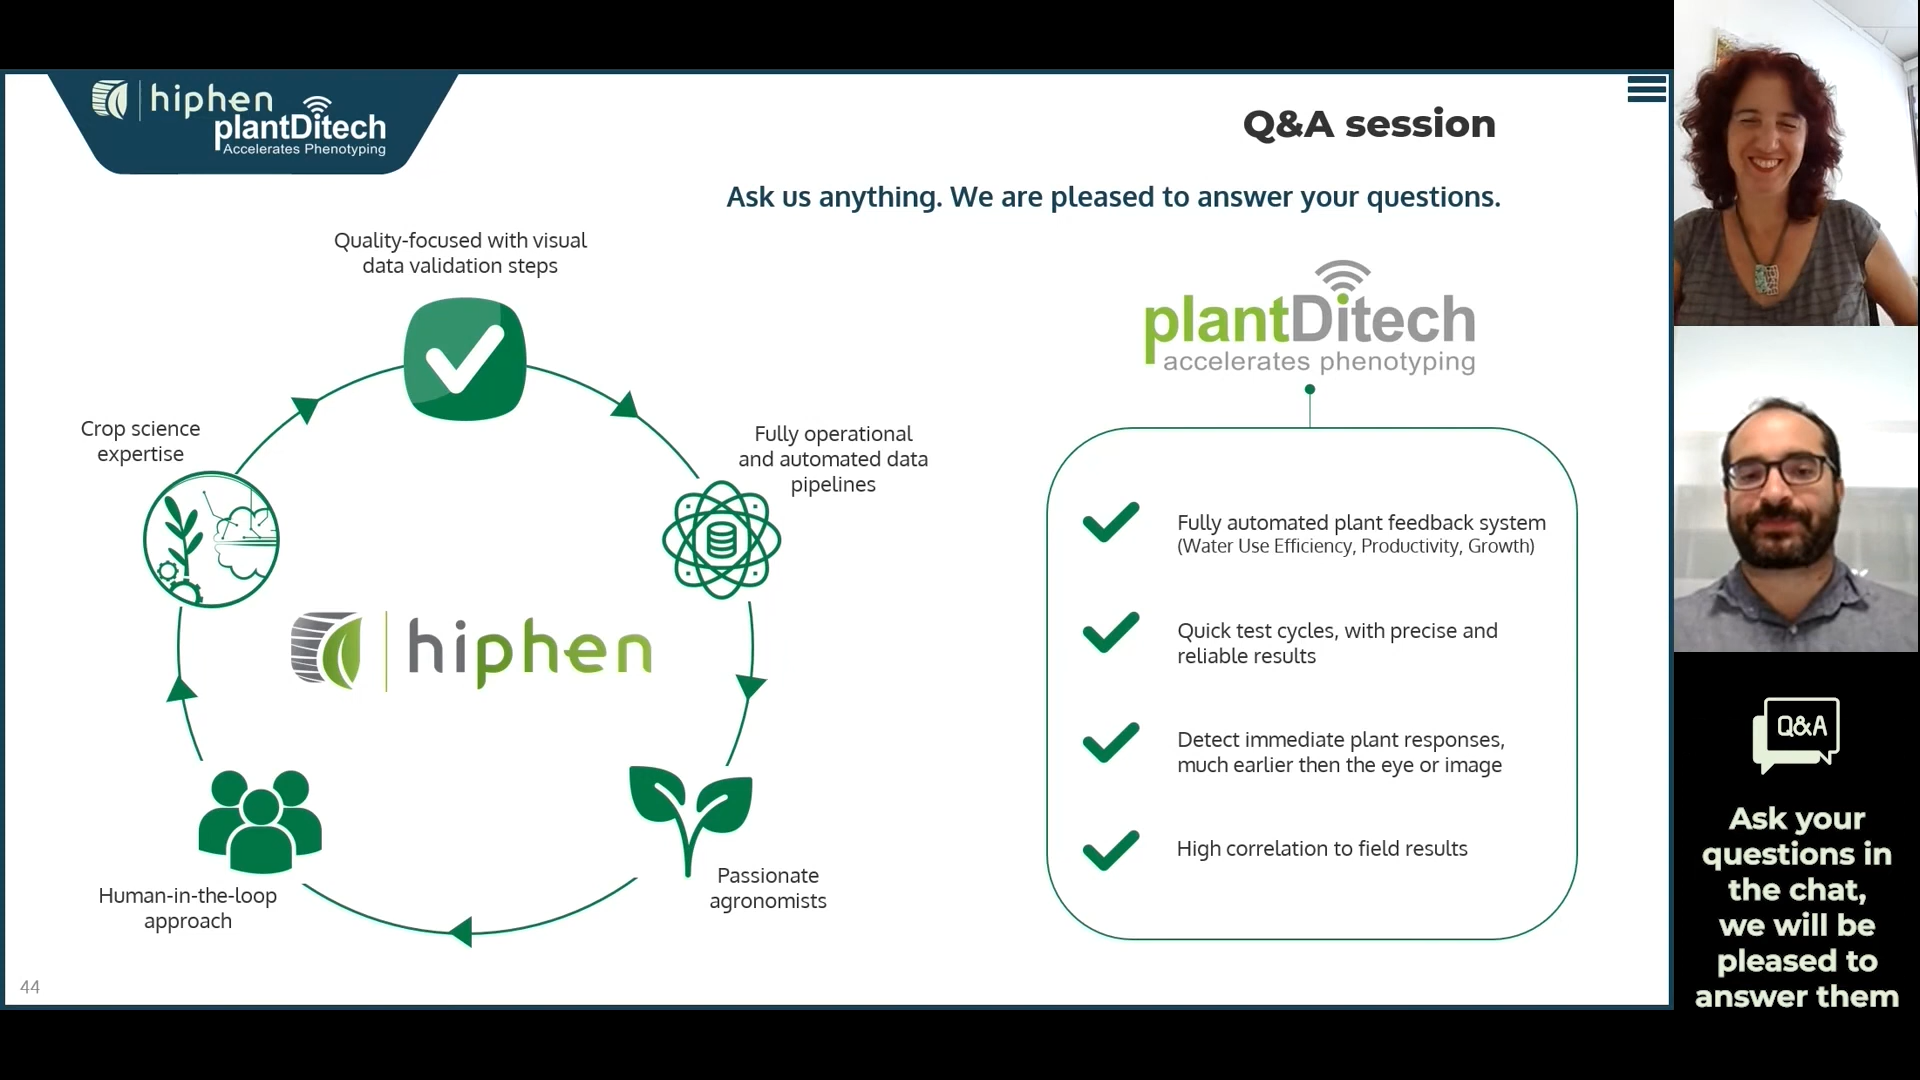 hiphen
plantDitech
Accelerates Phenotyping
Q&A session
Ask us anything. We are pleased to answer your questions.
Quality-focused with visual
data validation steps
Crop science
expertise
Fully operational
and automated data
pipelines
hiphen
Human-in-the-loop
approach
Passionate
agronomists
plantDitech
accelerates phenotyping
Fully automated plant feedback system
(Water Use Efficiency, Productivity, Growth)
Quick test cycles, with precise and
reliable results
Detect immediate plant responses,
much earlier then the eye or image
High correlation to field results
44
Q&A
Ask your
questions in
the chat,
we will be
pleased to
answer them